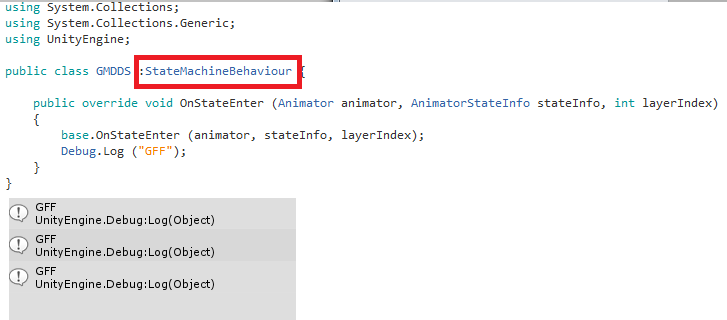 using System.Collections;
using System.Collections.Generic;
using UnityEngine;
public class GMDDS :StateMachineBehaviour {
public override void OnStateEnter (Animator animator, AnimatorStateInfo stateInfo, int layerIndex)
{
base.OnStateEnter (animator, stateInfo, layerIndex);
Debug.Log ("GFF");
}
}
GFF
UnityEngine.Debug:Log(Object)
GFF
UnityEngine.Debug:Log(Object)
GFF
UnityEngine.Debug:Log(Object)